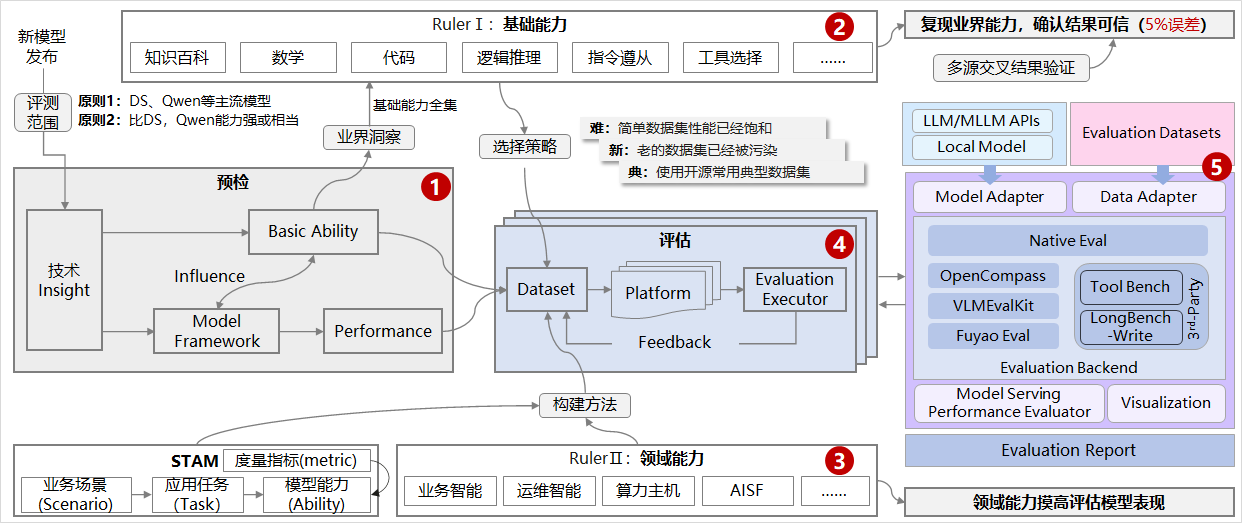 新模型
发布
评测
范围
原则1：DS、Qwen等主流模型
原则2：比DS，Qwen能力强或相当
Ruler I：基础能力
2
知识百科
数学
代码
逻辑推理
指令遵从
工具选择
......
复现业界能力，确认结果可信（5%误差）
多源交叉结果验证
基础能力全集
业界洞察
选择策略
难：简单数据集性能已经饱和
新：老的数据集已经被污染
典：使用开源常用典型数据集
预检
1
技术
Insight
Basic Ability
Influence
Model
Framework
Performance
评估
4
Dataset
Platform
Evaluation
Executor
Feedback
LLM/MLLM APIs
Local Model
Evaluation Datasets
5
Model Adapter
Data Adapter
Native Eval
OpenCompass
VLMEvalKit
Fuyao Eval
Tool Bench
LongBench
-Write
3rd-Party
Evaluation Backend
Model Serving
Performance Evaluator
Visualization
Evaluation Report
构建方法
STAM
度量指标(metric)
业务场景
(Scenario)
应用任务
(Task)
模型能力
(Ability)
RulerⅡ：领域能力
3
业务智能
运维智能
算力主机
AISF
......
领域能力摸高评估模型表现